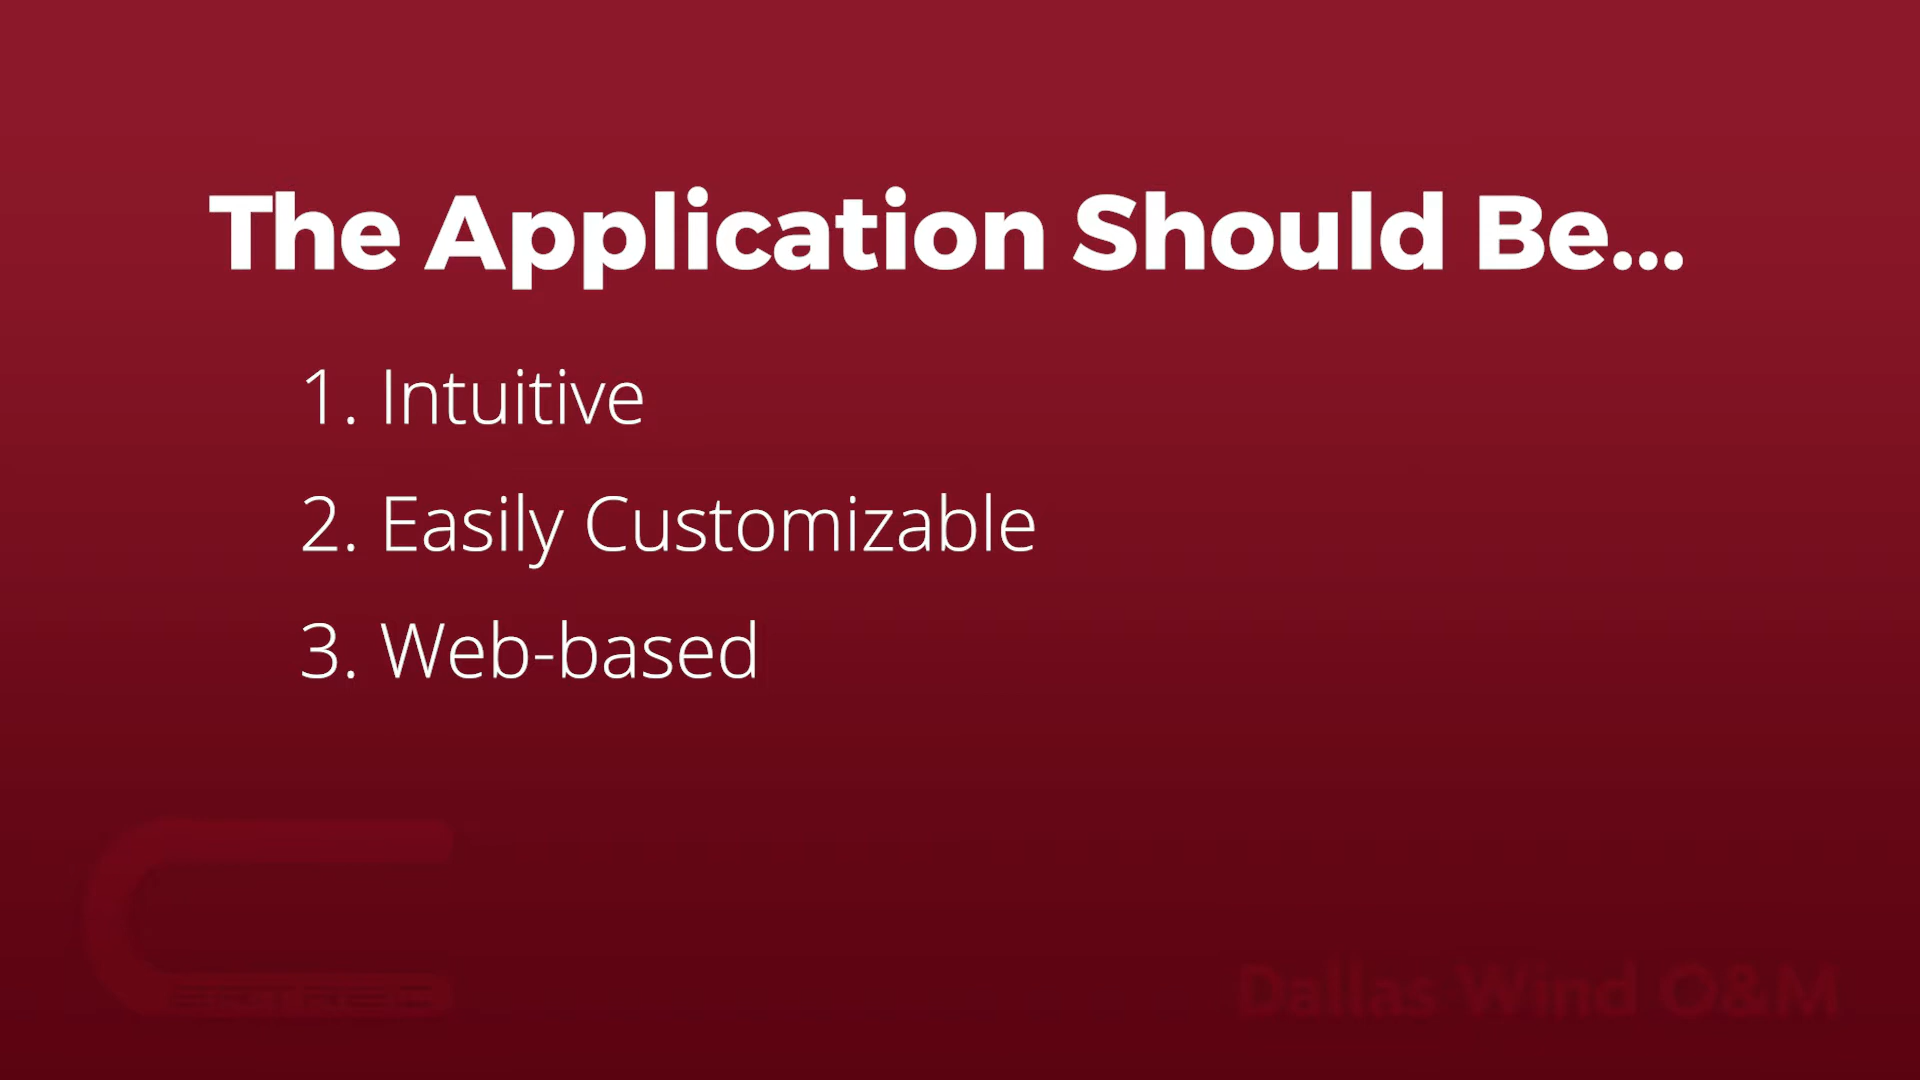 The Application Should Be...
1. Intuitive
2. Easily Customizable
3. Web-based
Dallas Wind O&M